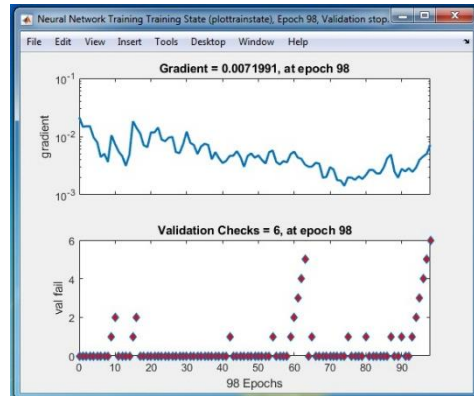 Neural Network Training Training State (plottrainstate), Epoch 98, Validation stop.
File Edit View Insert Tools Desktop Window Help
Gradient = 0.0071991, at epoch 98
10^-1
10^-2
10^-3
gradient
Validation Checks = 6, at epoch 98
6
4
2
0
val fail
0 10 20 30 40 50 60 70 80 90
98 Epochs